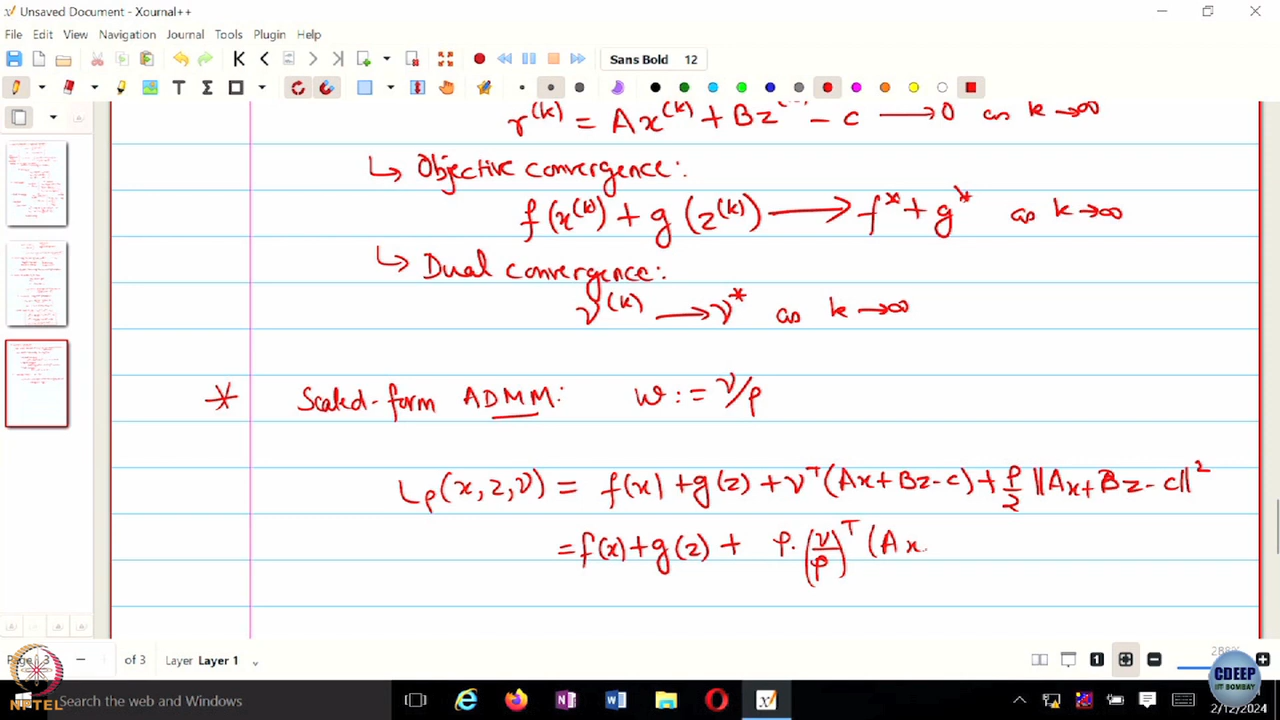 Unsaved Document - Xournal++
File Edit View Navigation Journal Tools Plugin Help
Sans Bold 12
r^(k) = Ax^(k) + Bz - c → 0 as k→∞
↳ Objective convergence:
f(x^(k)) + g(z^(k)) → f* + g* as k→∞
↳ Dual convergence:
ν^(k) → ν* as k→∞
* Scaled-form ADMM: w := ν/ρ
L_ρ(x, z, ν) = f(x) + g(z) + ν^T(Ax + Bz - c) + ρ/2 ||Ax + Bz - c||^2
= f(x) + g(z) + ρ·(ν/ρ)^T (Ax
Page 3 of 3 Layer Layer 1
288%
NPTEL
Search the web and Windows
CDEEP
IIT BOMBAY
2/12/2024